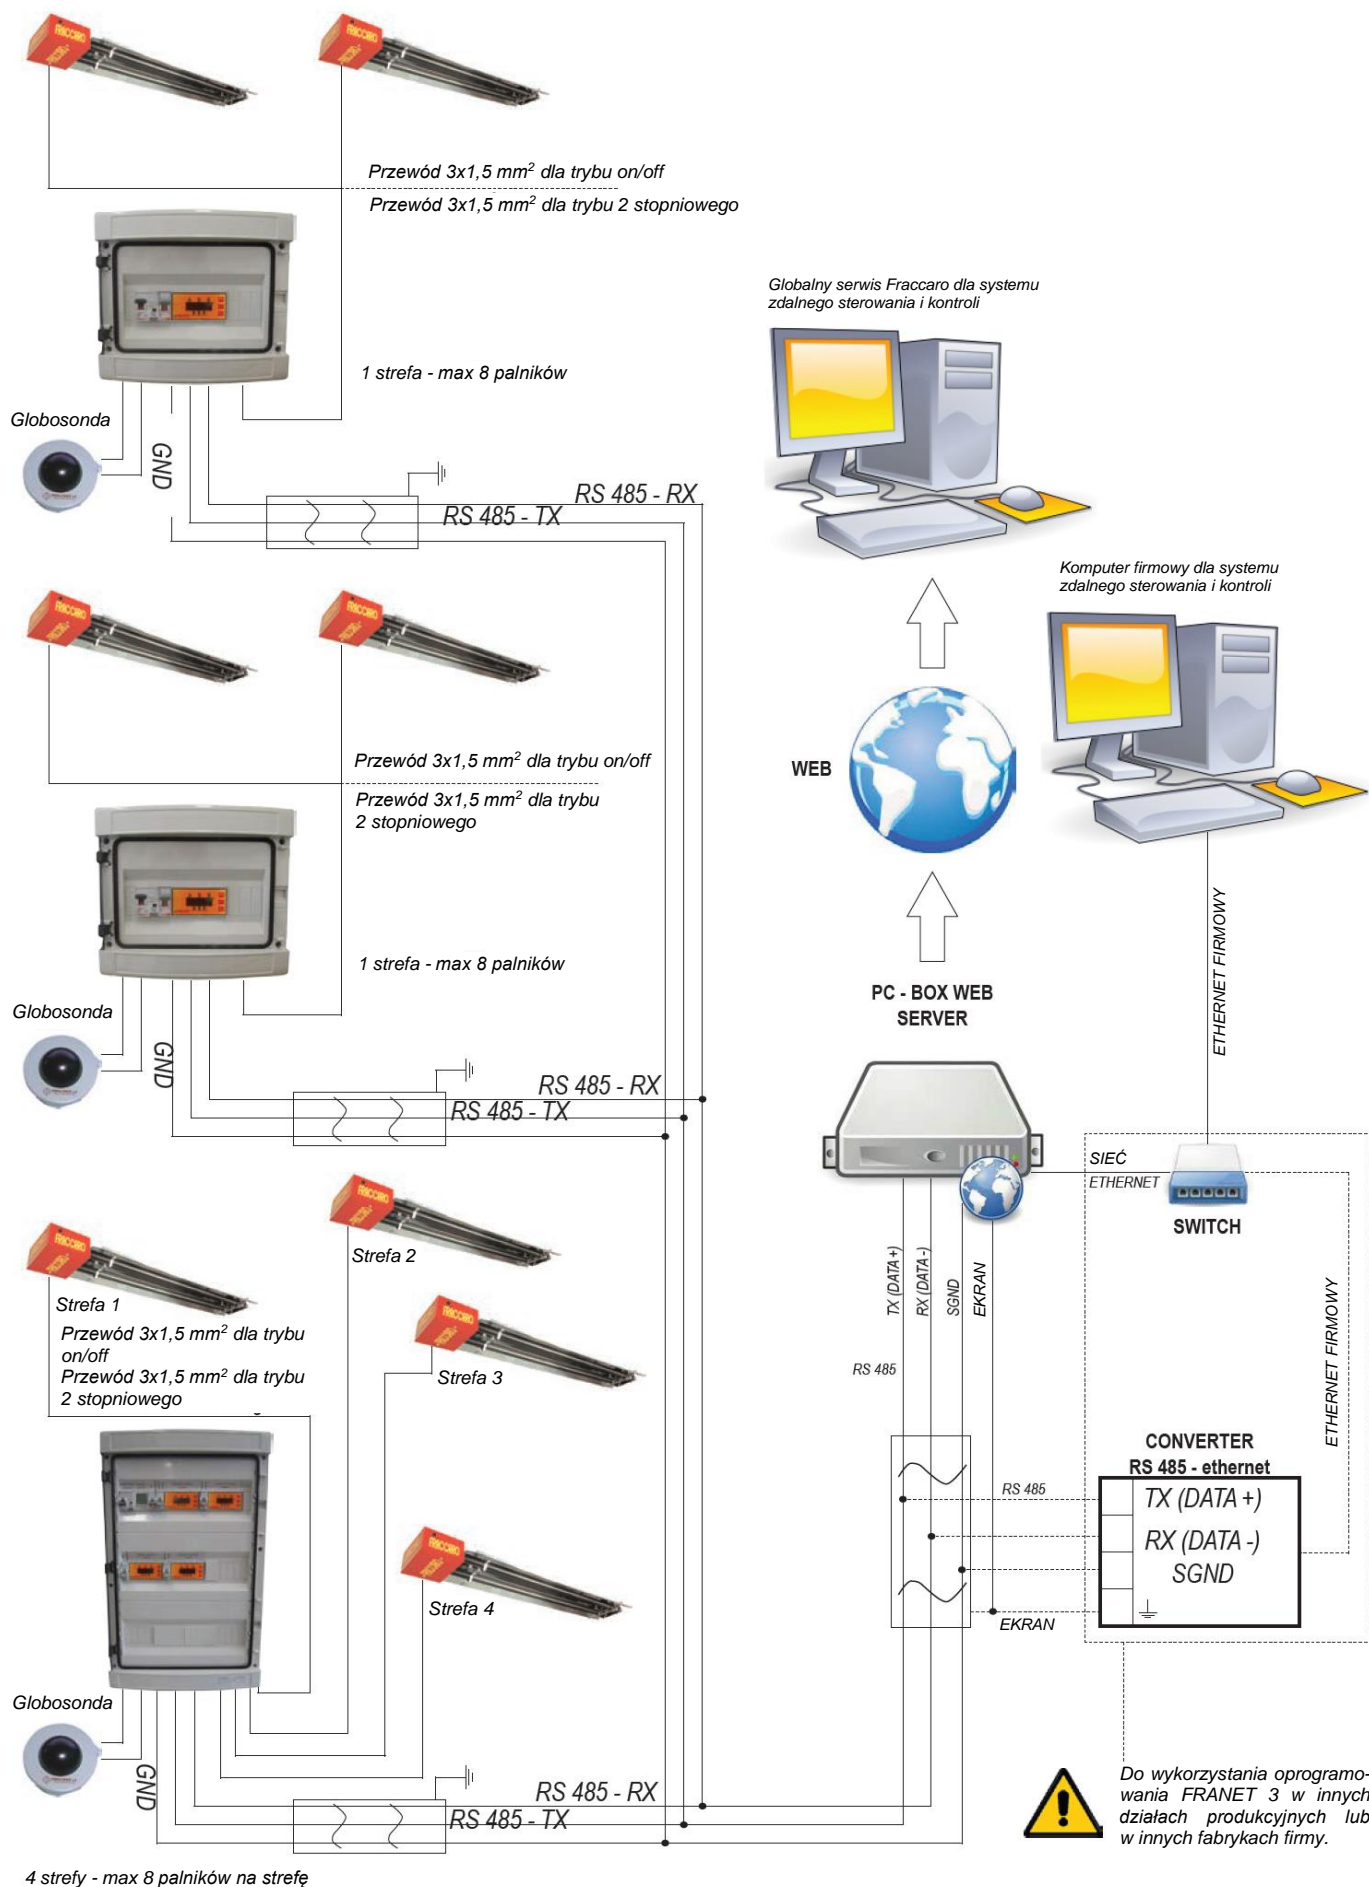 FRACCARO
FRACCARO
Przewód 3x1,5 mm² dla trybu on/off
Przewód 3x1,5 mm² dla trybu 2 stopniowego
1 strefa - max 8 palników
Globosonda
GND
RS 485 - RX
RS 485 - TX
FRACCARO
FRACCARO
Przewód 3x1,5 mm² dla trybu on/off
Przewód 3x1,5 mm² dla trybu
2 stopniowego
1 strefa - max 8 palników
Globosonda
GND
RS 485 - RX
RS 485 - TX
FRACCARO
Strefa 2
FRACCARO
Strefa 1
Przewód 3x1,5 mm² dla trybu
on/off
Przewód 3x1,5 mm² dla trybu
2 stopniowego
FRACCARO
Strefa 3
FRACCARO
Strefa 4
Globosonda
GND
RS 485 - RX
RS 485 - TX
4 strefy - max 8 palników na strefę
Globalny serwis Fraccaro dla systemu
zdalnego sterowania i kontroli
Komputer firmowy dla systemu
zdalnego sterowania i kontroli
WEB
ETHERNET FIRMOWY
PC - BOX WEB
SERVER
SIEĆ
ETHERNET
SWITCH
TX (DATA +)
RX (DATA -)
SGND
EKRAN
RS 485
ETHERNET FIRMOWY
CONVERTER
RS 485 - ethernet
RS 485
TX (DATA +)
RX (DATA -)
SGND
EKRAN
Do wykorzystania oprogramo-
wania FRANET 3 w innych
działach produkcyjnych lub
w innych fabrykach firmy.